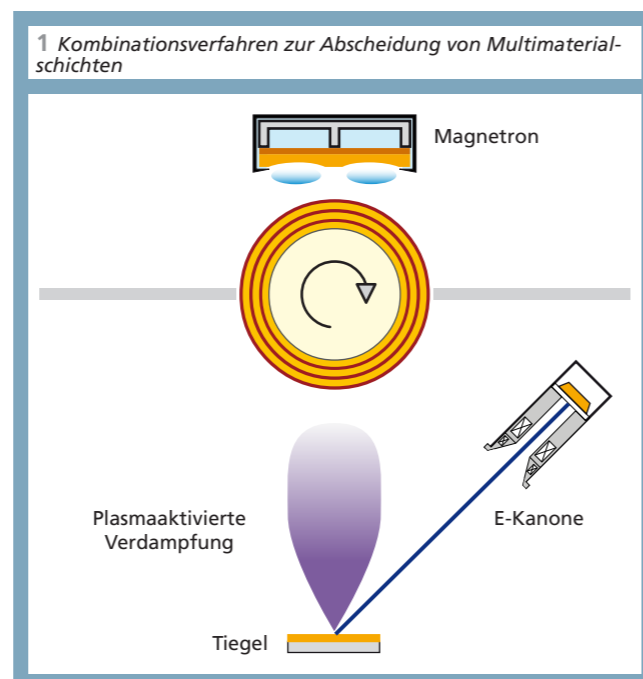 1 Kombinationsverfahren zur Abscheidung von Multimaterial-
schichten
Magnetron
Plasmaaktivierte
Verdampfung
E-Kanone
Tiegel